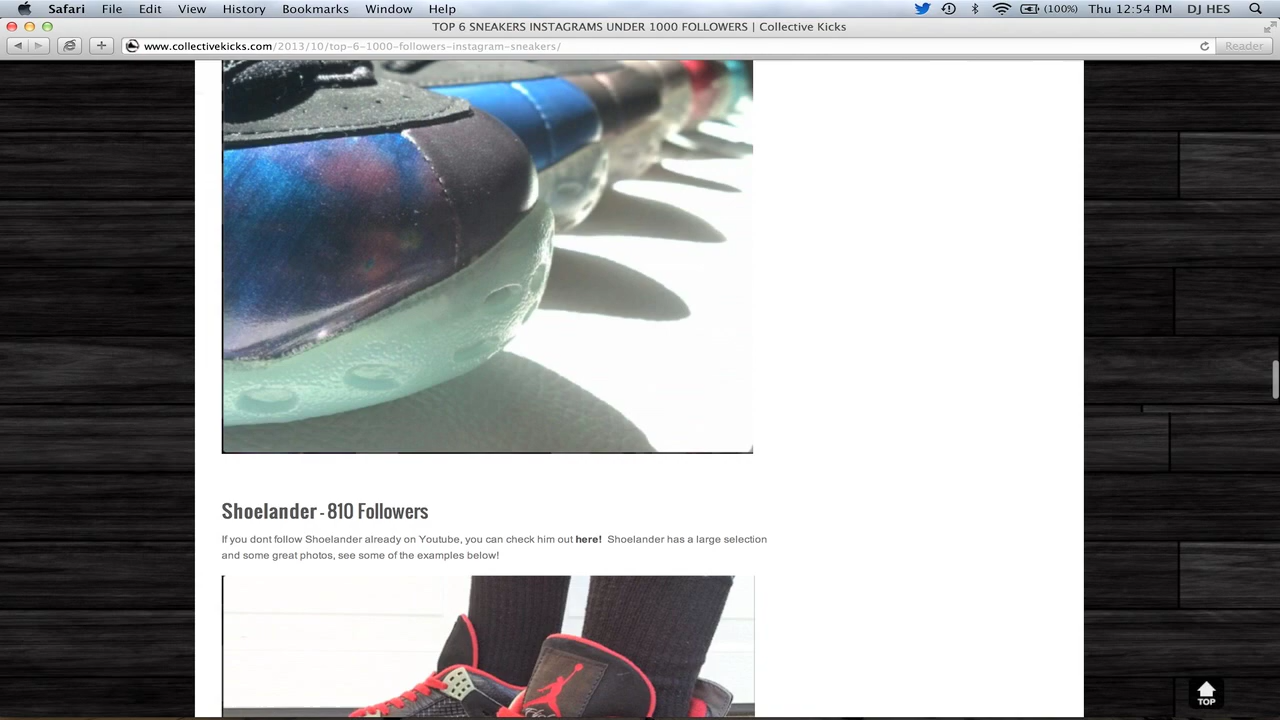 Safari File Edit View History Bookmarks Window Help (100%) Thu 12:54 PM DJ HES
TOP 6 SNEAKERS INSTAGRAMS UNDER 1000 FOLLOWERS | Collective Kicks
www.collectivekicks.com/2013/10/top-6-1000-followers-instagram-sneakers/ Reader
Shoelander - 810 Followers
If you dont follow Shoelander already on Youtube, you can check him out here! Shoelander has a large selection
and some great photos, see some of the examples below!
TOP